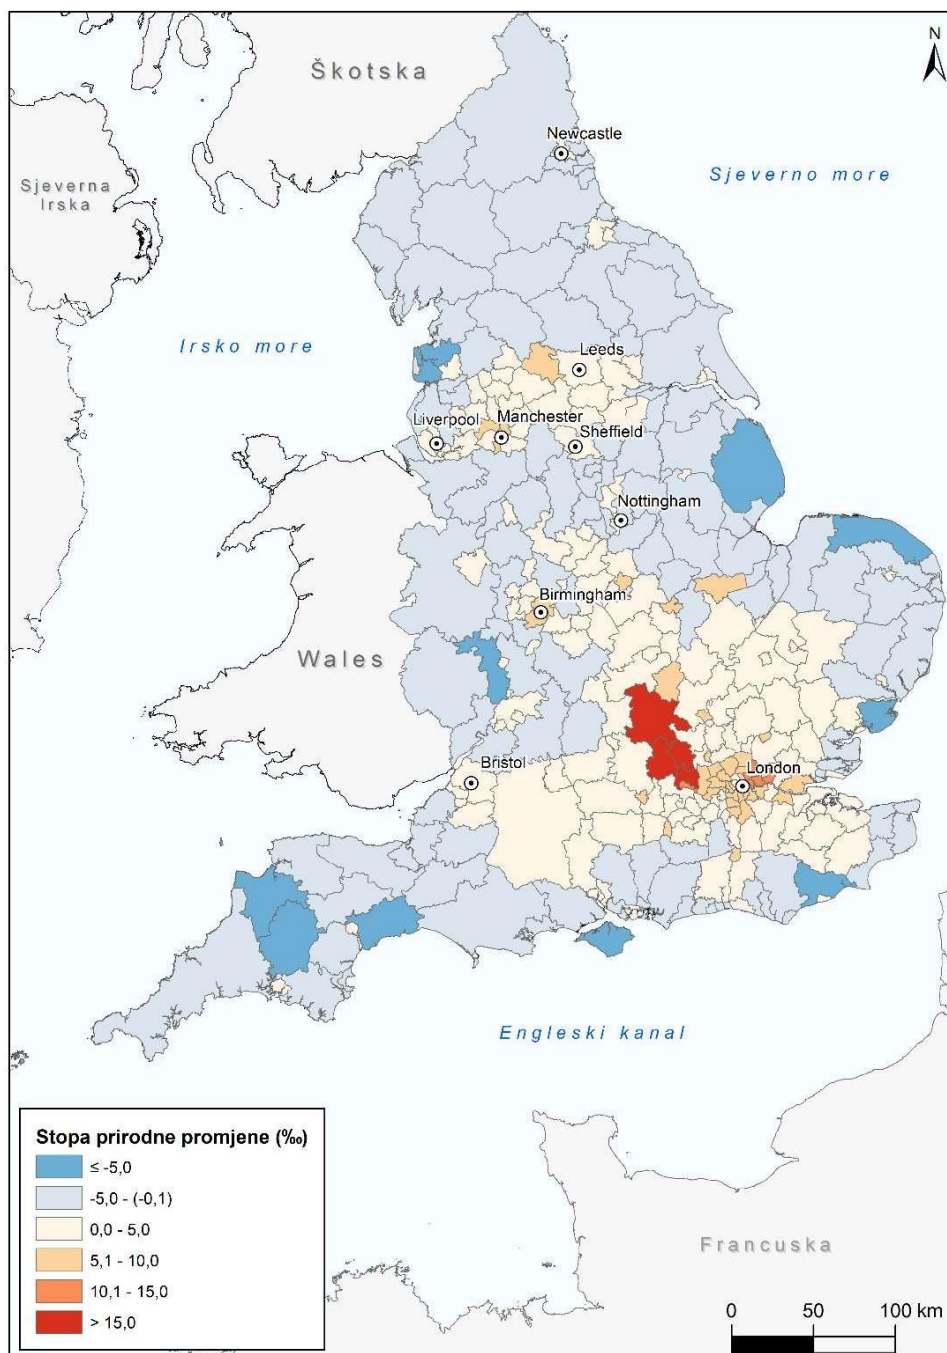 N
Škotska
Newcastle
Sjeverno more
Sjeverna
Irska
Irsko more
Leeds
Liverpool
Manchester
Sheffield
Nottingham
Birmingham
Wales
Bristol
London
Engleski kanal
Stopa prirodne promjene (‰)
≤ -5,0
-5,0 - (-0,1)
0,0 - 5,0
5,1 - 10,0
10,1 - 15,0
> 15,0
Francuska
0 50 100 km